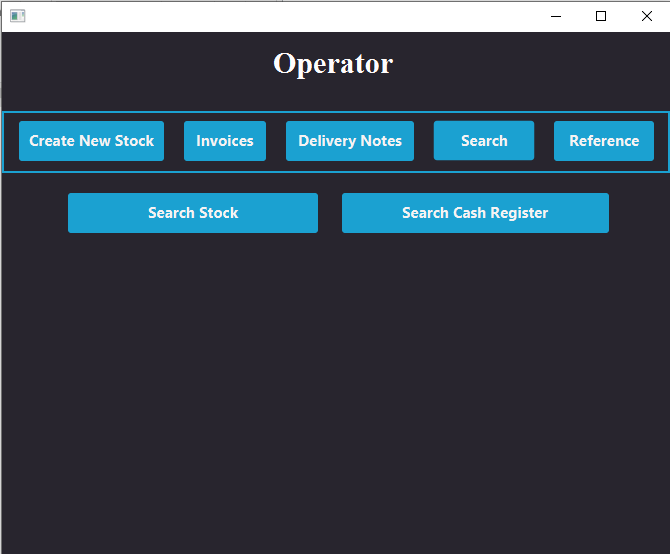 Operator
Create New Stock Invoices Delivery Notes Search Reference
Search Stock Search Cash Register